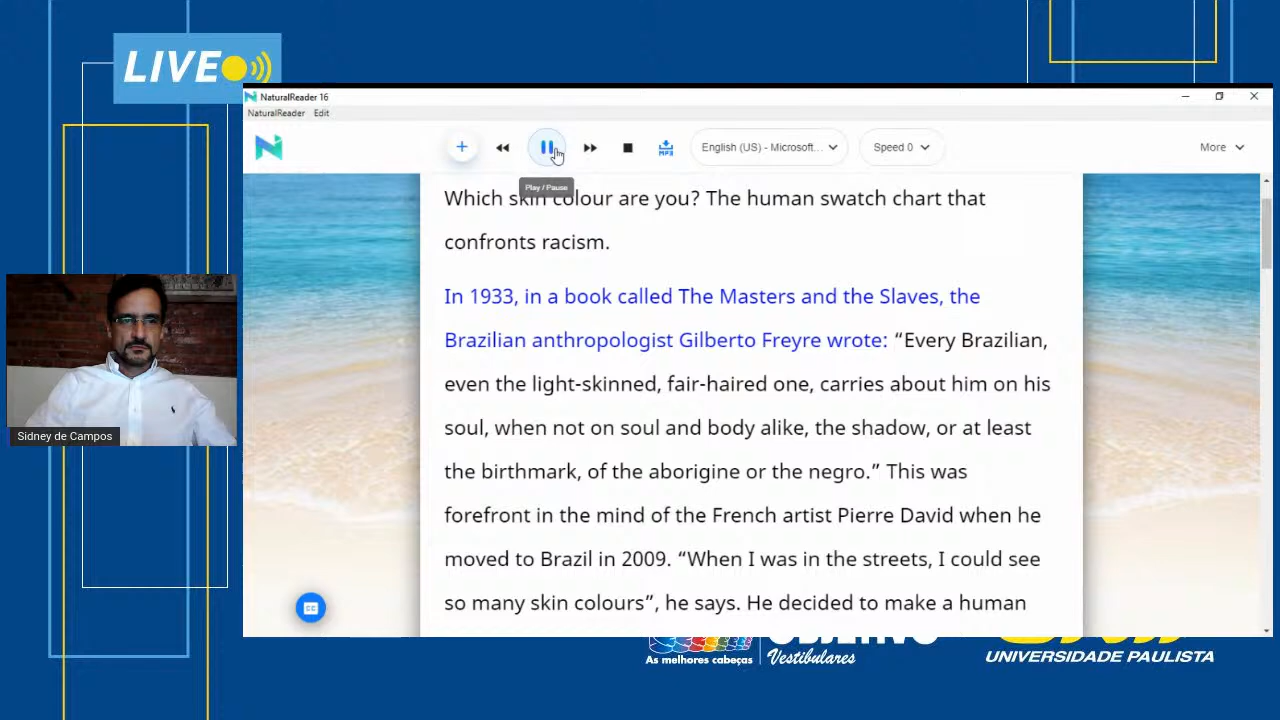 LIVE
NaturalReader 16
NaturalReader Edit
MP3
English (US) - Microsoft...
Speed 0
More
Play / Pause
Which skin colour are you? The human swatch chart that
confronts racism.
In 1933, in a book called The Masters and the Slaves, the
Brazilian anthropologist Gilberto Freyre wrote: “Every Brazilian,
even the light-skinned, fair-haired one, carries about him on his
soul, when not on soul and body alike, the shadow, or at least
the birthmark, of the aborigine or the negro.” This was
forefront in the mind of the French artist Pierre David when he
moved to Brazil in 2009. “When I was in the streets, I could see
so many skin colours”, he says. He decided to make a human
Sidney de Campos
CC
As melhores cabeças
Vestibulares
UNIVERSIDADE PAULISTA